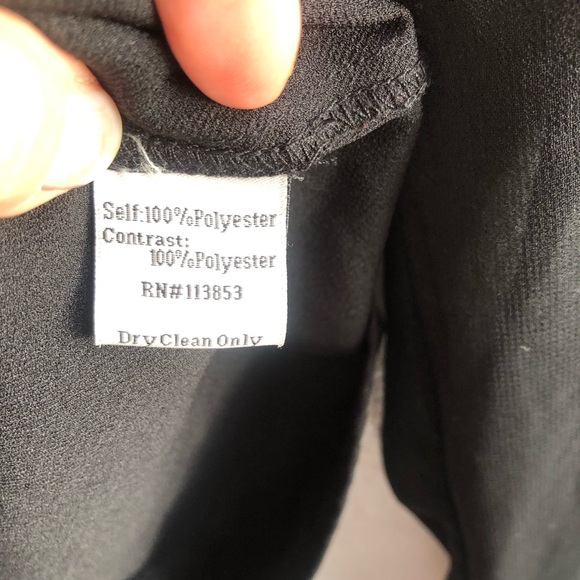 Self:100%Polyester
Contrast:
100%Polyester
RN#113853
Dry Clean Only